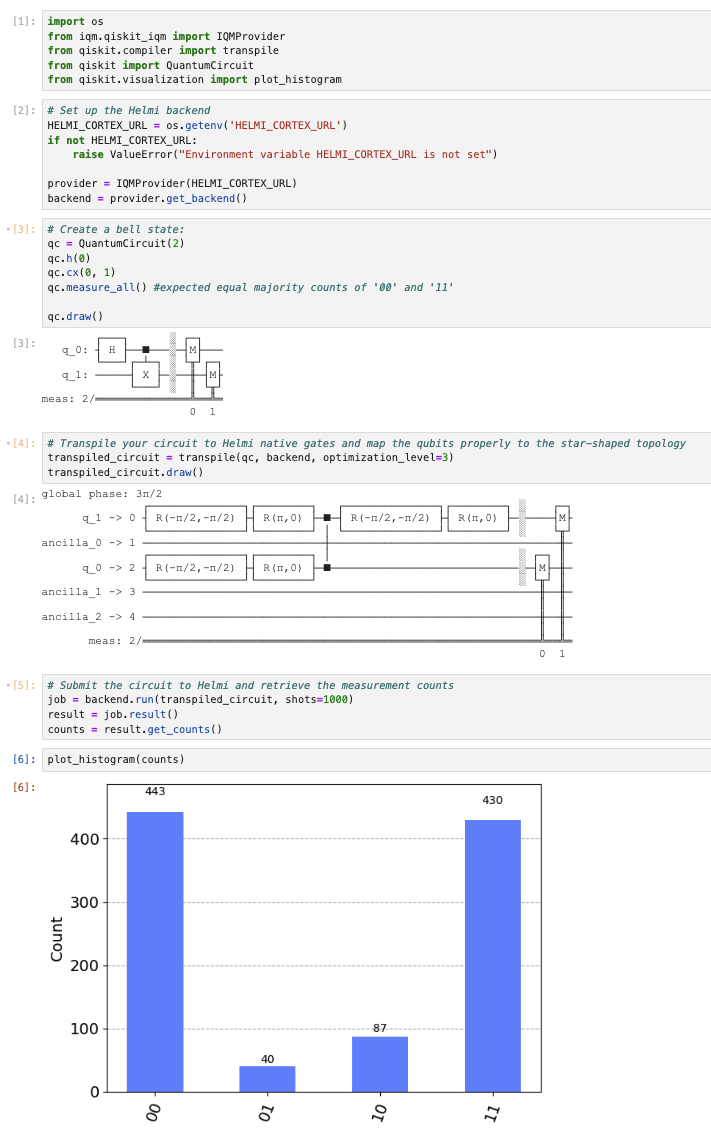 [1]:
import os
from iqm.qiskit_iqm import IQMProvider
from qiskit.compiler import transpile
from qiskit import QuantumCircuit
from qiskit.visualization import plot_histogram
[2]:
# Set up the Helmi backend
HELMI_CORTEX_URL = os.getenv('HELMI_CORTEX_URL')
if not HELMI_CORTEX_URL:
    raise ValueError("Environment variable HELMI_CORTEX_URL is not set")
provider = IQMProvider(HELMI_CORTEX_URL)
backend = provider.get_backend()
•[3]:
# Create a bell state:
qc = QuantumCircuit(2)
qc.h(0)
qc.cx(0, 1)
qc.measure_all() #expected equal majority counts of '00' and '11'
qc.draw()
[3]:
q_0: H M
q_1: X M
meas: 2/
0 1
•[4]:
# Transpile your circuit to Helmi native gates and map the qubits properly to the star-shaped topology
transpiled_circuit = transpile(qc, backend, optimization_level=3)
transpiled_circuit.draw()
[4]:
global phase: 3π/2
q_1 -> 0 R(-π/2,-π/2) R(π,0) R(-π/2,-π/2) R(π,0) M
ancilla_0 -> 1
q_0 -> 2 R(-π/2,-π/2) R(π,0) M
ancilla_1 -> 3
ancilla_2 -> 4
meas: 2/
0 1
•[5]:
# Submit the circuit to Helmi and retrieve the measurement counts
job = backend.run(transpiled_circuit, shots=1000)
result = job.result()
counts = result.get_counts()
[6]:
plot_histogram(counts)
[6]:
443
430
400
300
Count
200
100
87
40
0
00 01 10 11